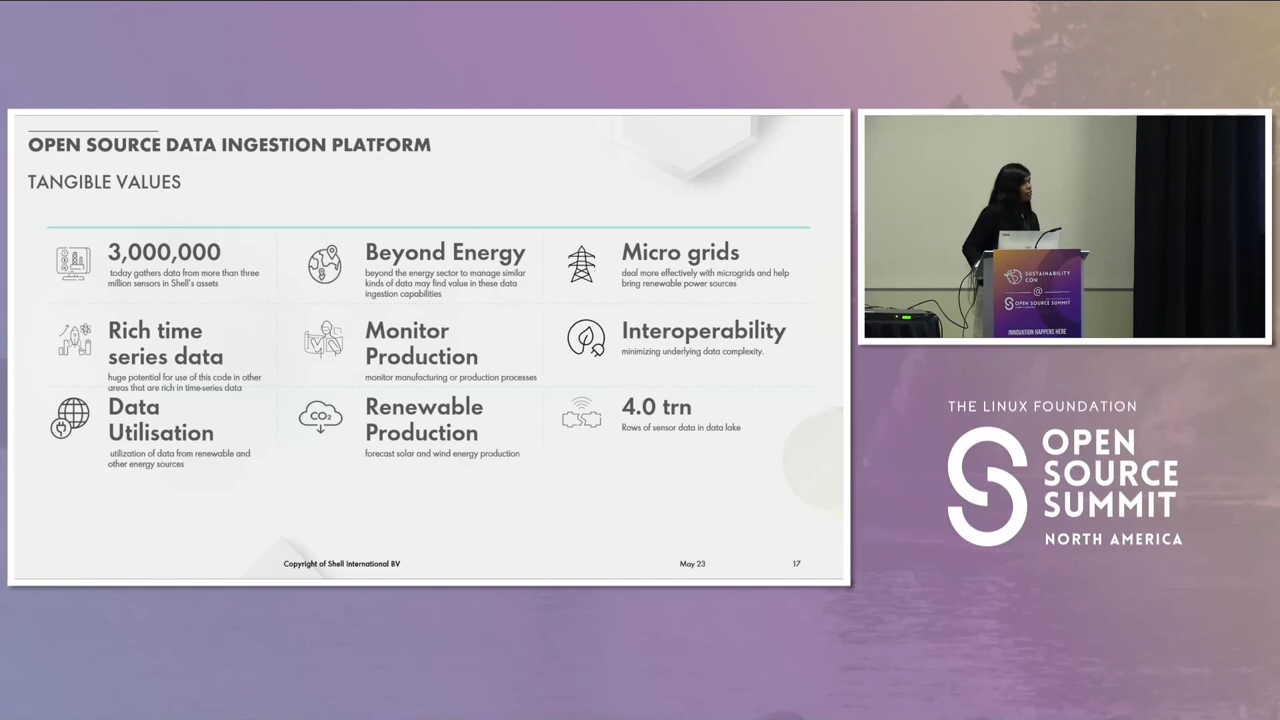 OPEN SOURCE DATA INGESTION PLATFORM
TANGIBLE VALUES
3,000,000
today gathers data from more than three
million sensors in Shell's assets
Beyond Energy
beyond the energy sector to manage similar
kinds of data may find value in these data
ingestion capabilities
Micro grids
deal more effectively with microgrids and help
bring renewable power sources
Rich time
series data
huge potential for use of this code in other
areas that are rich in time-series data
Monitor
Production
monitor manufacturing or production processes
Interoperability
minimizing underlying data complexity.
Data
Utilisation
utilization of data from renewable and
other energy sources
CO₂
Renewable
Production
forecast solar and wind energy production
4.0 trn
Rows of sensor data in data lake
Copyright of Shell International BV
May 23
17
SUSTAINABILITY
CON
@
OPEN SOURCE SUMMIT
INNOVATION HAPPENS HERE
THE LINUX FOUNDATION
OPEN
SOURCE
SUMMIT
NORTH AMERICA